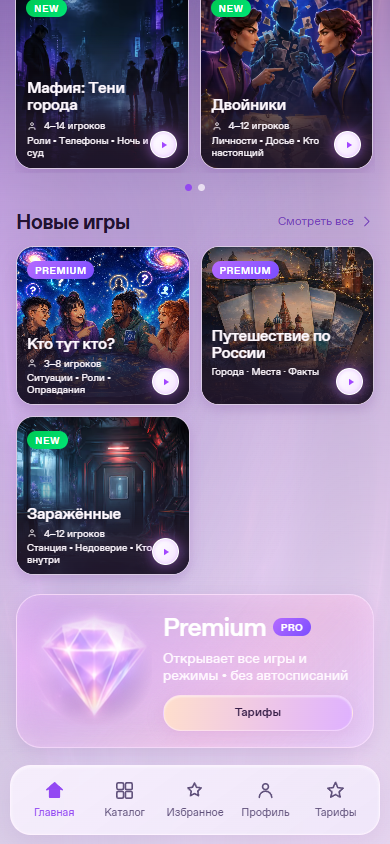 NEW
NEW
Мафия: Тени
города
4–14 игроков
Роли • Телефоны • Ночь и
суд
Двойники
4–12 игроков
Личности • Досье • Кто
настоящий
Новые игры
Смотреть все
PREMIUM
Кто тут кто?
3–8 игроков
Ситуации • Роли •
Оправдания
PREMIUM
Путешествие по
России
Города · Места · Факты
NEW
Заражённые
4–12 игроков
Станция • Недоверие • Кто
внутри
Premium PRO
Открывает все игры и
режимы • без автосписаний
Тарифы
Главная
Каталог
Избранное
Профиль
Тарифы